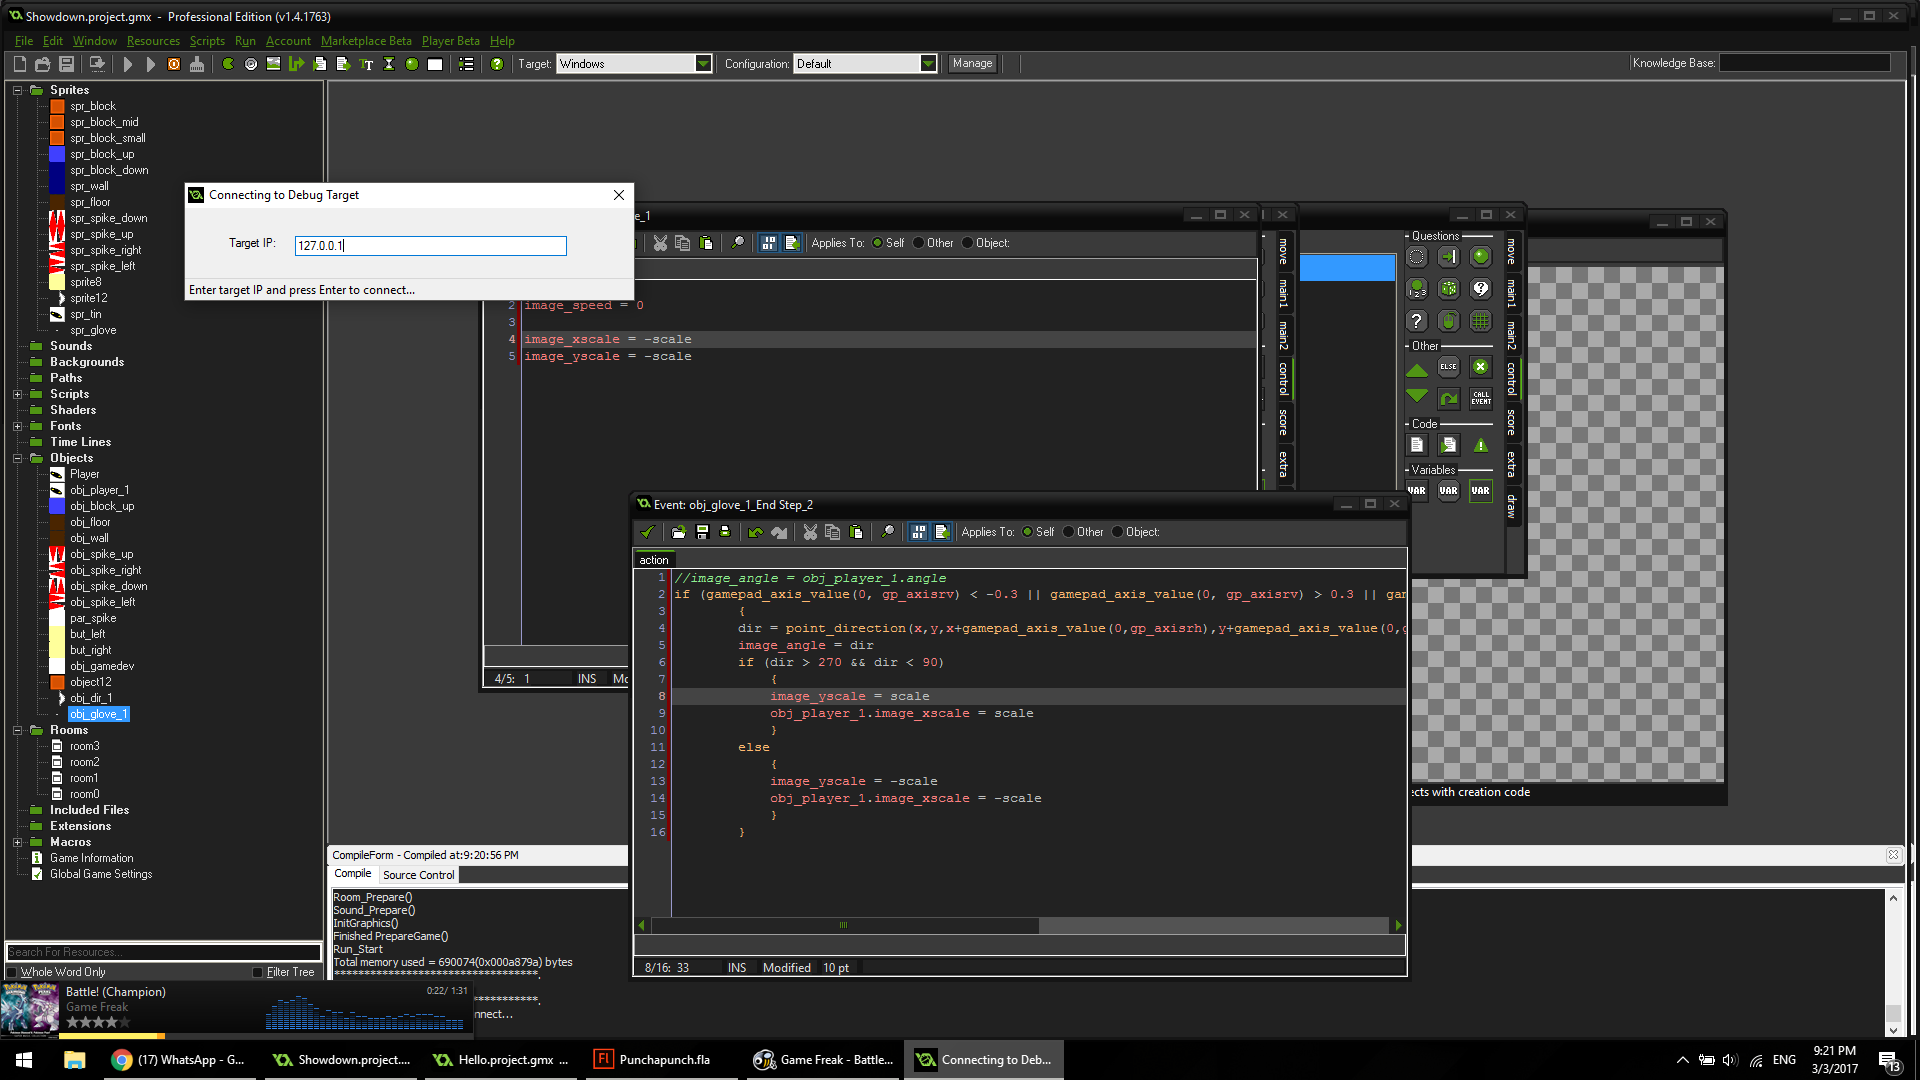 Showdown.project.gmx - Professional Edition (v1.4.1763)
File Edit Window Resources Scripts Run Account Marketplace Beta Player Beta Help
Target: Windows Configuration: Default Manage Knowledge Base:
Sprites
spr_block
spr_block_mid
spr_block_small
spr_block_up
spr_block_down
spr_wall
spr_floor
spr_spike_down
spr_spike_up
spr_spike_right
spr_spike_left
sprite8
sprite12
spr_tin
spr_glove
Sounds
Backgrounds
Paths
Scripts
Shaders
Fonts
Time Lines
Objects
Player
obj_player_1
obj_block_up
obj_floor
obj_wall
obj_spike_up
obj_spike_right
obj_spike_down
obj_spike_left
par_spike
but_left
but_right
obj_gamedev
object12
obj_dir_1
obj_glove_1
Rooms
room3
room2
room1
room0
Included Files
Extensions
Macros
Game Information
Global Game Settings
Search For Resources...
Whole Word Only Filter Tree
Connecting to Debug Target
Target IP: 127.0.0.1
Enter target IP and press Enter to connect...
e_1
Applies To: Self Other Object:
2 image_speed = 0
3
4 image_xscale = -scale
5 image_yscale = -scale
4/5: 1 INS Mo
move
main1
main2
control
score
extra
Questions
Other
ELSE
CALL EVENT
Code
Variables
VAR VAR VAR
move
main1
main2
control
score
extra
draw
ects with creation code
Event: obj_glove_1_End Step_2
Applies To: Self Other Object:
action
1 //image_angle = obj_player_1.angle
2 if (gamepad_axis_value(0, gp_axisrv) < -0.3 || gamepad_axis_value(0, gp_axisrv) > 0.3 || gam
3 {
4 dir = point_direction(x,y,x+gamepad_axis_value(0,gp_axisrh),y+gamepad_axis_value(0,g
5 image_angle = dir
6 if (dir > 270 && dir < 90)
7 {
8 image_yscale = scale
9 obj_player_1.image_xscale = scale
10 }
11 else
12 {
13 image_yscale = -scale
14 obj_player_1.image_xscale = -scale
15 }
16 }
8/16: 33 INS Modified 10 pt
CompileForm - Compiled at:9:20:56 PM
Compile Source Control
Room_Prepare()
Sound_Prepare()
InitGraphics()
Finished PrepareGame()
Run_Start
Total memory used = 690074(0x000a879a) bytes
nnect...
Battle! (Champion) 0:22/ 1:31
Game Freak
(17) WhatsApp - G... Showdown.project.... Hello.project.gmx ... Punchapunch.fla Game Freak - Battle... Connecting to Deb...
ENG
9:21 PM
3/3/2017
13